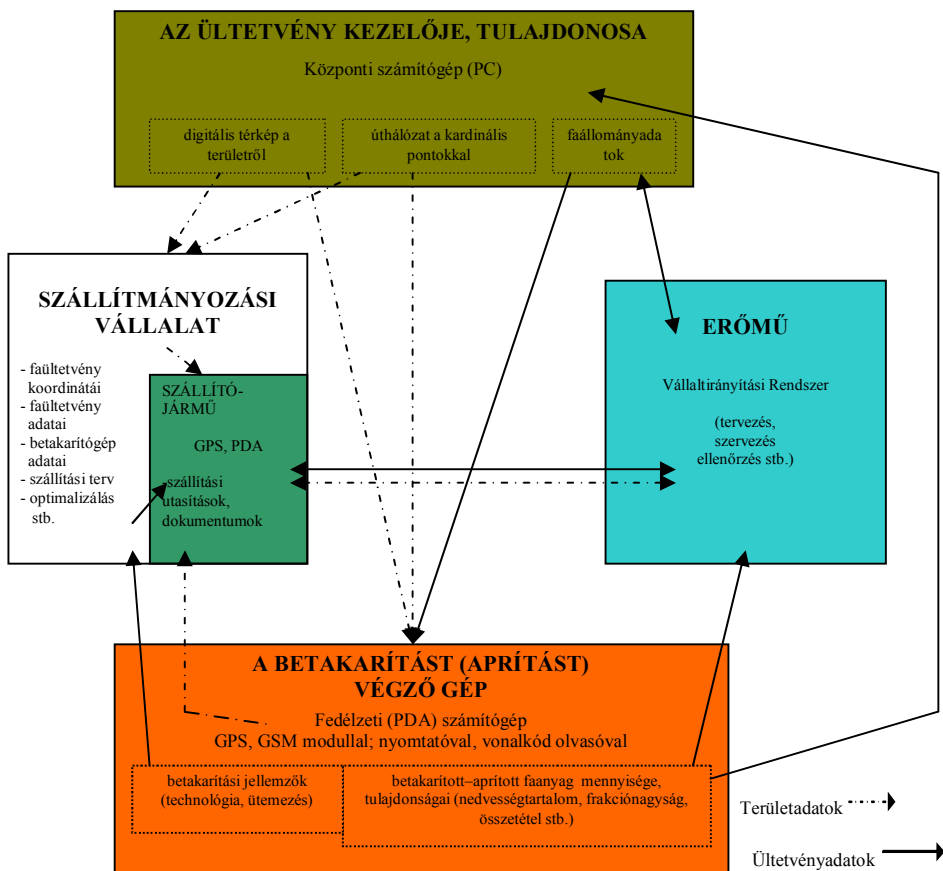 AZ ÜLTETVÉNY KEZELŐJE, TULAJDONOSA
Központi számítógép (PC)
digitális térkép a
területről
úthálózat a kardinális
pontokkal
faállományada
tok
SZÁLLÍTMÁNYOZÁSI
VÁLLALAT
- faültetvény
koordinátái
- faültetvény
adatai
- betakarítógép
adatai
- szállítási terv
- optimalizálás
stb.
SZÁLLÍTÓ-
JÁRMŰ
GPS, PDA
-szállítási
utasítások,
dokumentumok
ERŐMŰ
Vállaltirányítási Rendszer
(tervezés,
szervezés
ellenőrzés stb.)
A BETAKARÍTÁST (APRÍTÁST)
VÉGZŐ GÉP
Fedélzeti (PDA) számítógép
GPS, GSM modullal; nyomtatóval, vonalkód olvasóval
betakarítási jellemzők
(technológia, ütemezés)
betakarított–aprított faanyag mennyisége,
tulajdonságai (nedvességtartalom, frakciónagyság,
összetétel stb.)
Területadatok
Ültetvényadatok